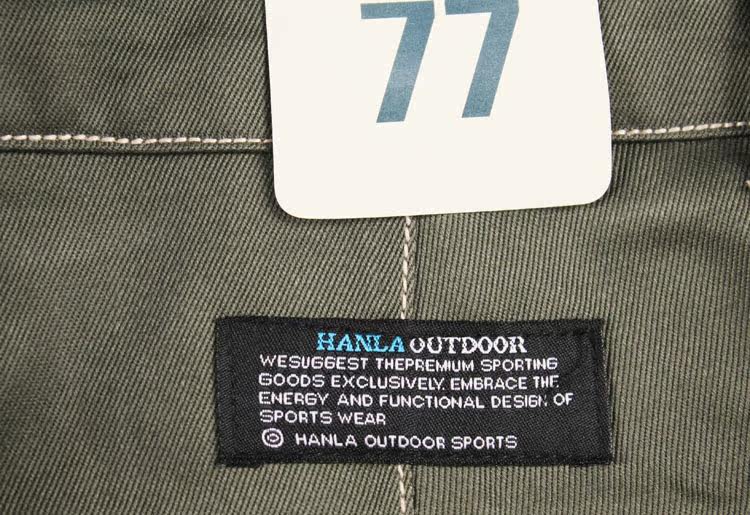 77
HANLA OUTDOOR
WESUGGEST THEPREMIUM SPORTING
GOODS EXCLUSIVELY. EMBRACE THE
ENERGY AND FUNCTIONAL DESIGN OF
SPORTS WEAR
© HANLA OUTDOOR SPORTS